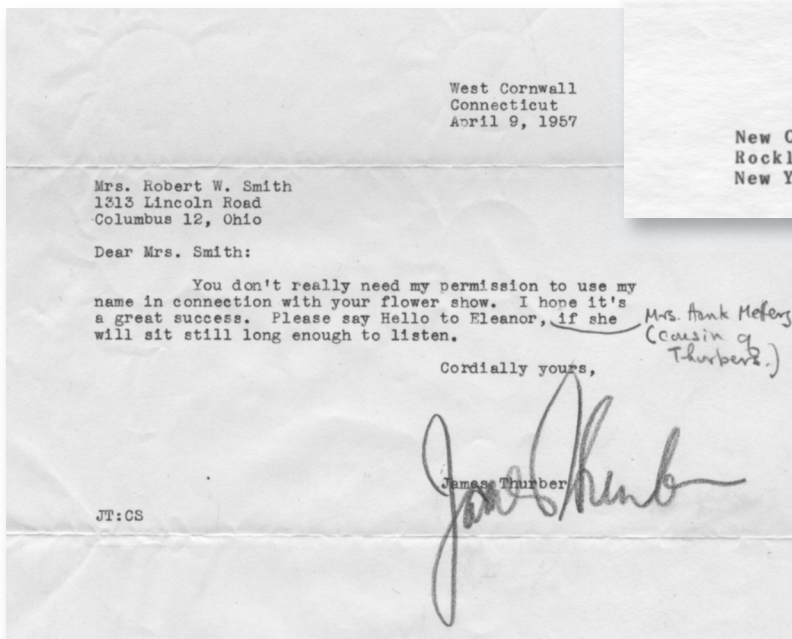 West Cornwall
Connecticut
April 9, 1957
New
Rockl
New Y
Mrs. Robert W. Smith
1313 Lincoln Road
Columbus 12, Ohio
Dear Mrs. Smith:
You don't really need my permission to use my
name in connection with your flower show. I hope it's
a great success. Please say Hello to Eleanor, if she
will sit still long enough to listen.
Mrs. Hank
(cousin of
Thurbers.)
Cordially yours,
James Thurber
James Thurber
JT:CS